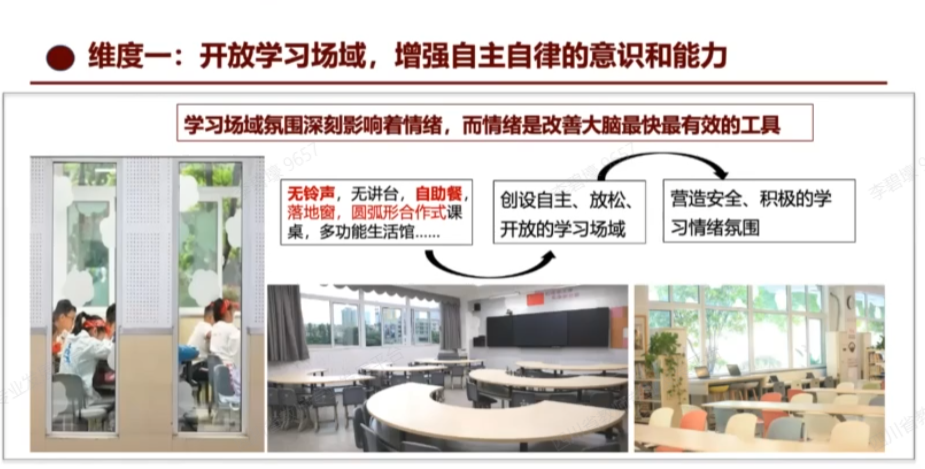 维度一：开放学习场域，增强自主自律的意识和能力
学习场域氛围深刻影响着情绪，而情绪是改善大脑最快最有效的工具
无铃声，无讲台，自助餐，
落地窗，圆弧形合作式课
桌，多功能生活馆......
创设自主、放松、
开放的学习场域
营造安全、积极的学
习情绪氛围